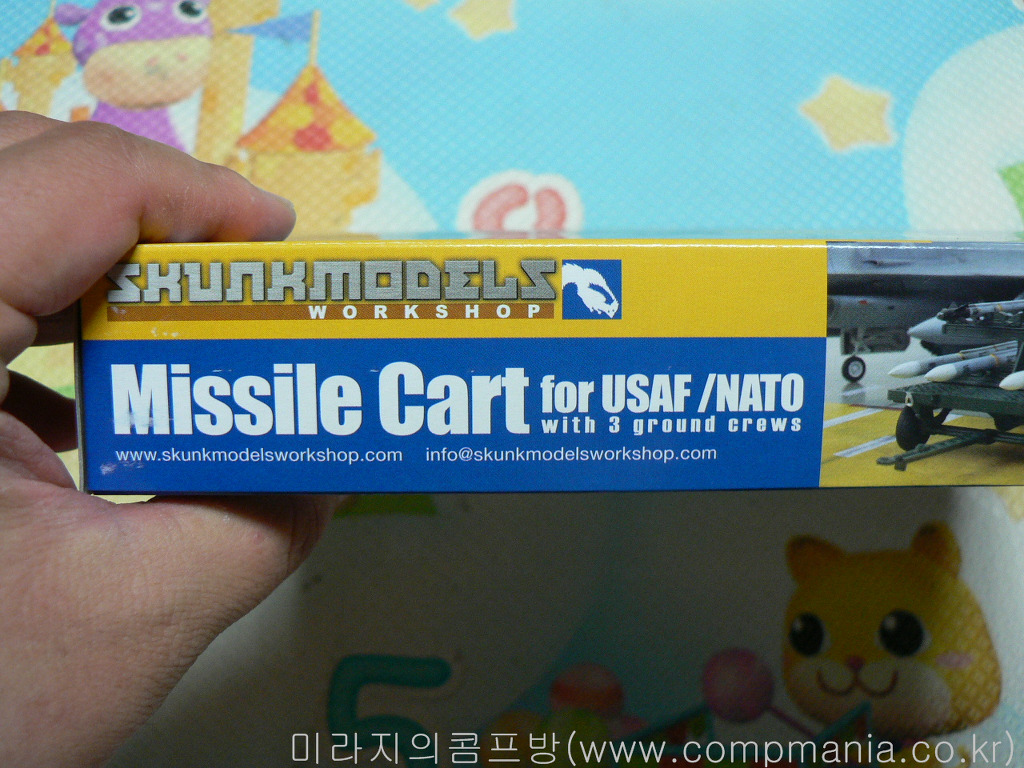 SKUNKMODELS
WORKSHOP
Missile Cart for USAF /NATO
with 3 ground crews
www.skunkmodelsworkshop.com info@skunkmodelsworkshop.com
5
미라지의콤프방(www.compmania.co.kr)